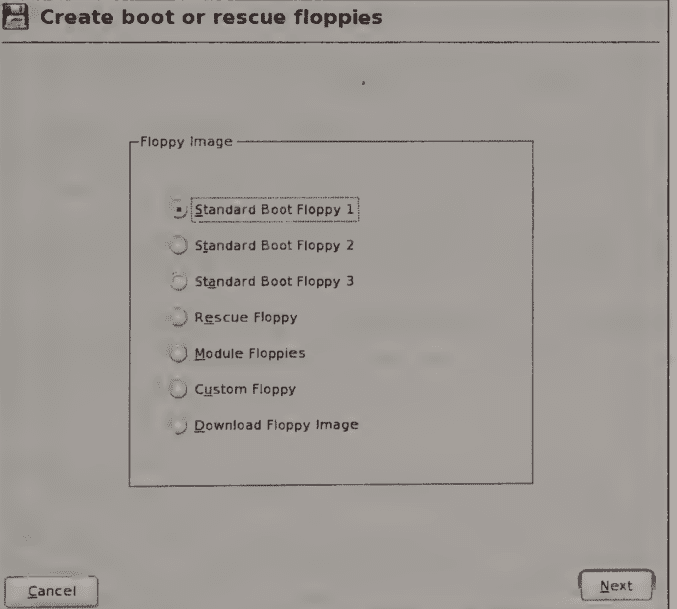 Create boot or rescue floppies
Floppy Image
Standard Boot Floppy 1
Standard Boot Floppy 2
Standard Boot Floppy 3
Rescue Floppy
Module Floppies
Custom Floppy
Download Floppy Image
Cancel
Next